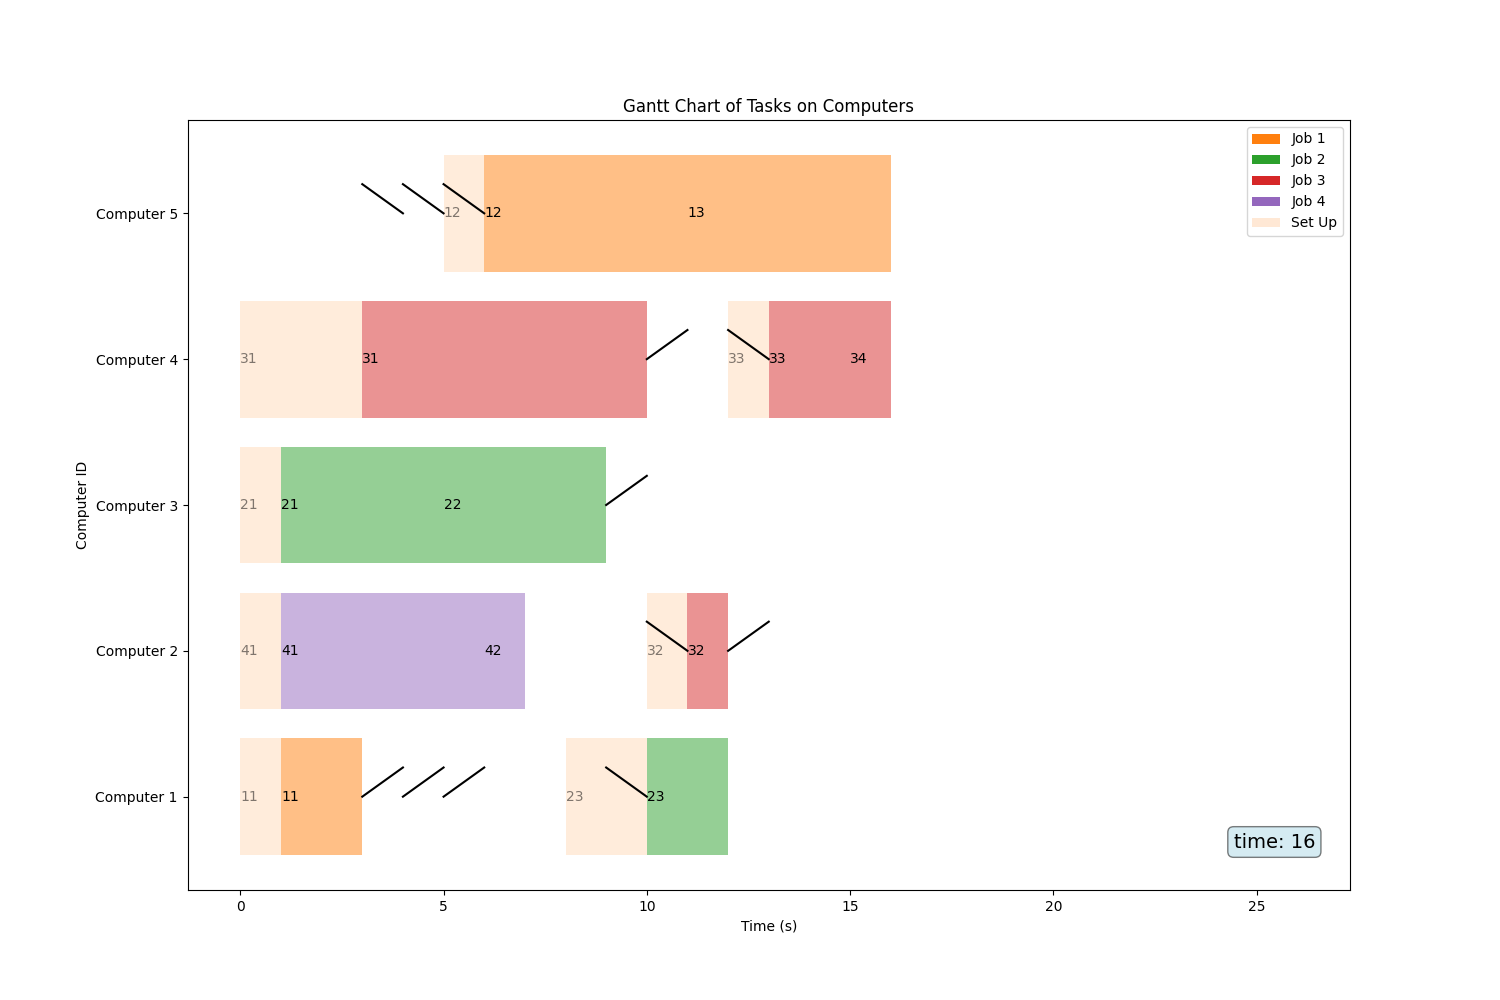 Gantt Chart of Tasks on Computers
Job 1
Job 2
Job 3
Job 4
Set Up
Computer 5
12
12
13
Computer 4
31
31
33
33
34
Computer 3
21
21
22
Computer 2
41
41
42
32
32
Computer 1
11
11
23
23
Computer ID
time: 16
0
5
10
15
20
25
Time (s)